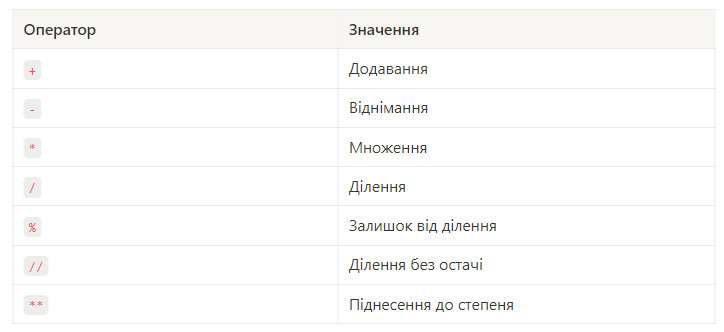 Оператор Значення
+ Додавання
- Віднімання
* Множення
/ Ділення
% Залишок від ділення
// Ділення без остачі
** Піднесення до степеня